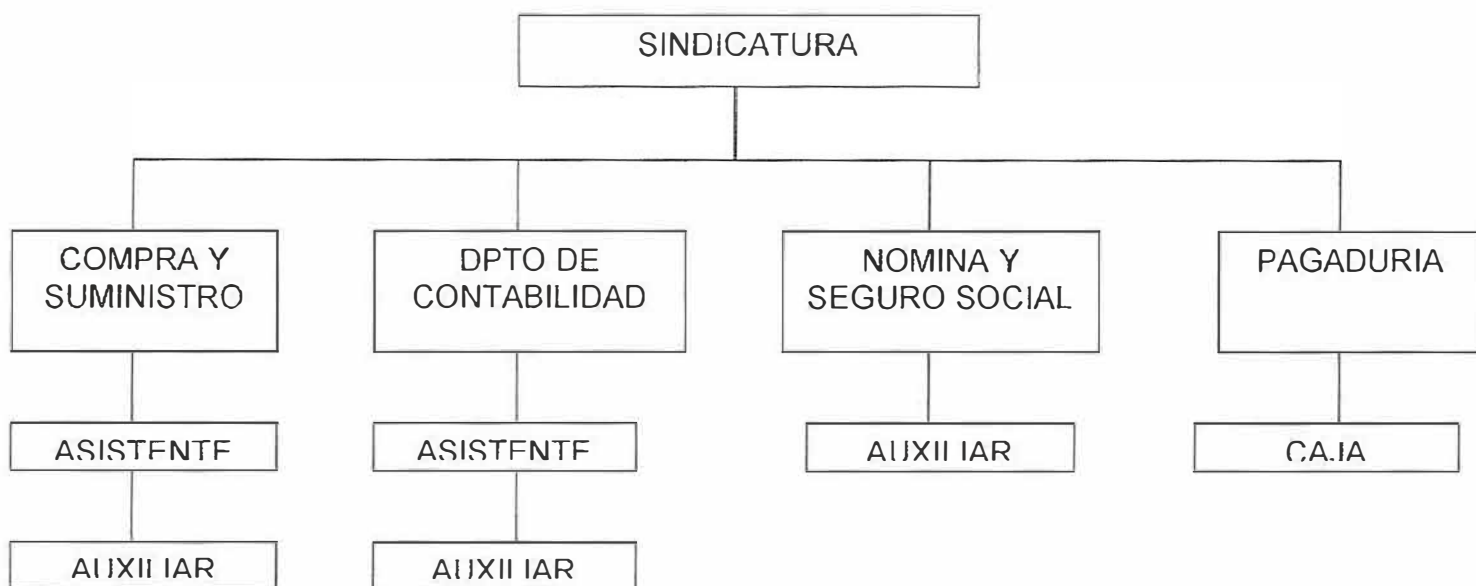 SINDICATURA
COMPRA Y
SUMINISTRO
DPTO DE
CONTABILIDAD
NOMINA Y
SEGURO SOCIAL
PAGADURIA
ASISTENTE
ASISTENTE
AUXILIAR
CAJA
AUXILIAR
AUXILIAR